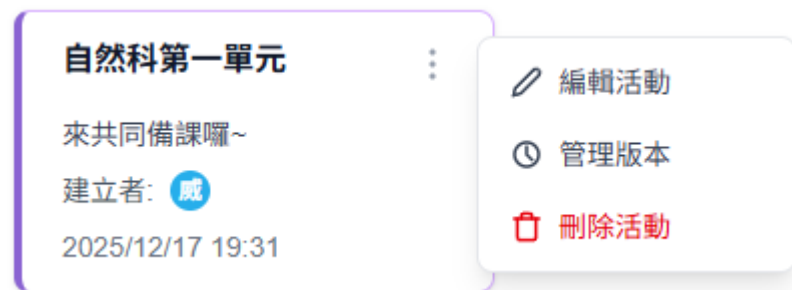 自然科第一單元
來共同備課囉~
建立者: 威
2025/12/17 19:31
編輯活動
管理版本
刪除活動